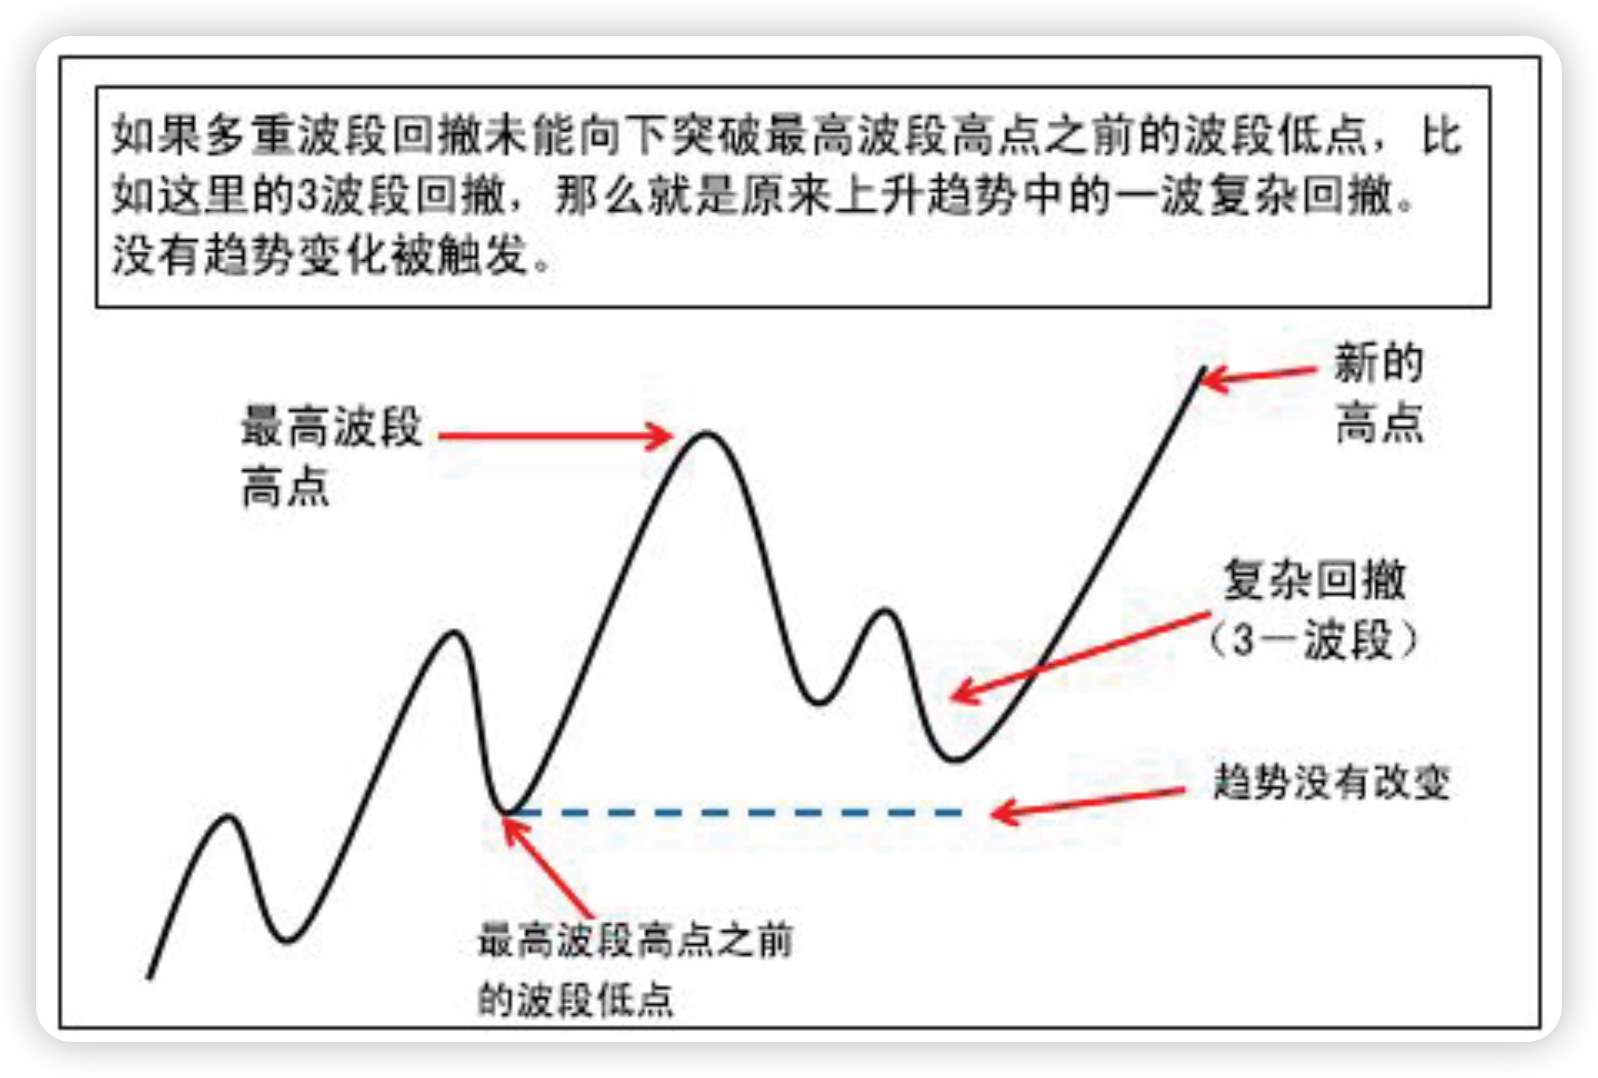 如果多重波段回撤未能向下突破最高波段高点之前的波段低点，比
如这里的3波段回撤，那么就是原来上升趋势中的一波复杂回撤。
没有趋势变化被触发。
最高波段
高点
新的
高点
复杂回撤
（3－波段）
趋势没有改变
最高波段高点之前
的波段低点